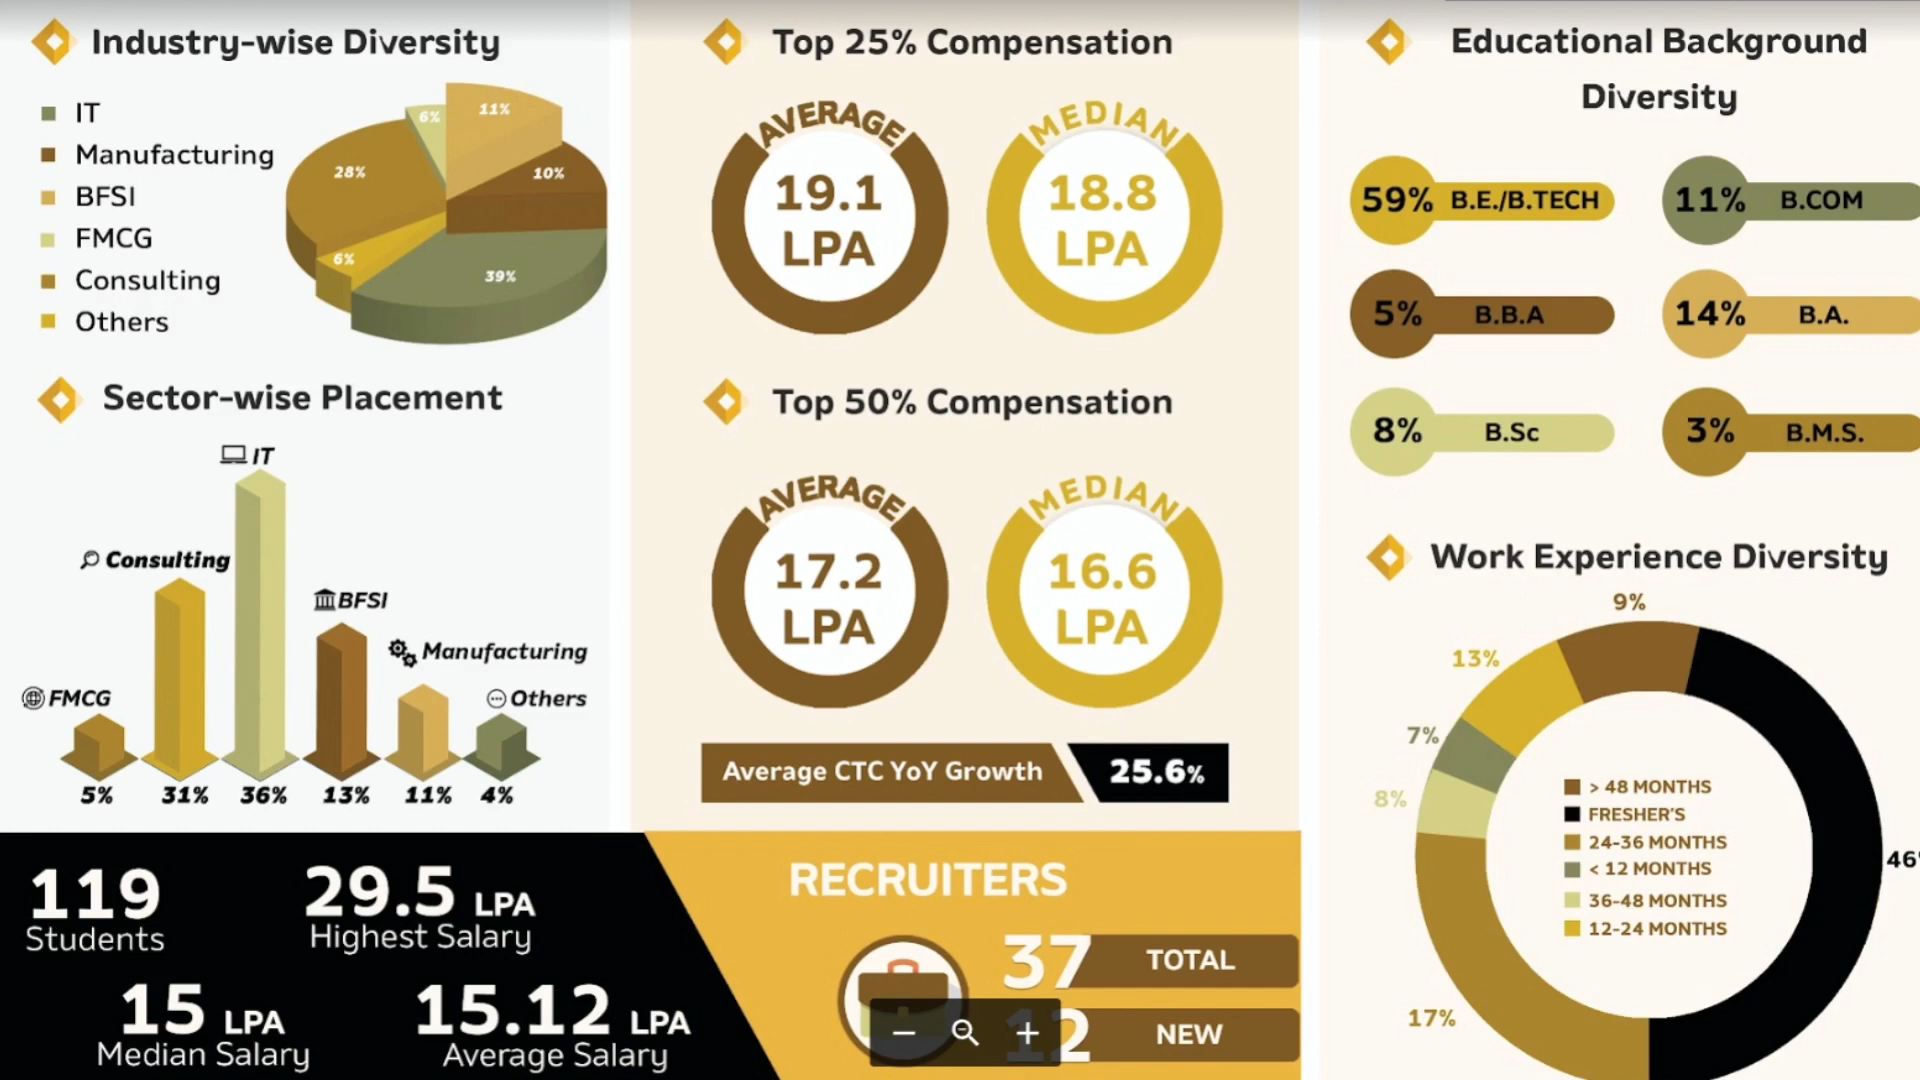 Industry-wise Diversity
IT
Manufacturing
BFSI
FMCG
Consulting
Others
6%
11%
28%
10%
6%
39%
Sector-wise Placement
IT
Consulting
BFSI
Manufacturing
FMCG
Others
5% 31% 36% 13% 11% 4%
119
Students
29.5 LPA
Highest Salary
15 LPA
Median Salary
15.12 LPA
Average Salary
Top 25% Compensation
AVERAGE
19.1
LPA
MEDIAN
18.8
LPA
Top 50% Compensation
AVERAGE
17.2
LPA
MEDIAN
16.6
LPA
Average CTC YoY Growth 25.6%
RECRUITERS
37 TOTAL
12 NEW
Educational Background
Diversity
59% B.E./B.TECH
11% B.COM
5% B.B.A
14% B.A.
8% B.Sc
3% B.M.S.
Work Experience Diversity
9%
13%
7%
8%
> 48 MONTHS
FRESHER'S
24-36 MONTHS
< 12 MONTHS
36-48 MONTHS
12-24 MONTHS
46
17%